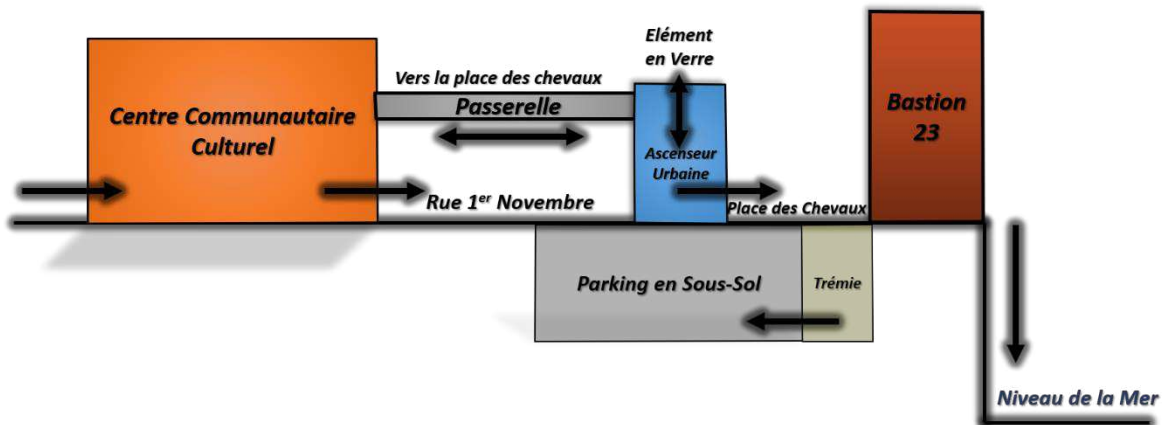 Elément
en Verre
Vers la place des chevaux
Passerelle
Centre Communautaire
Culturel
Bastion
23
Ascenseur
Urbaine
Rue 1er Novembre
Place des Chevaux
Parking en Sous-Sol
Trémie
Niveau de la Mer